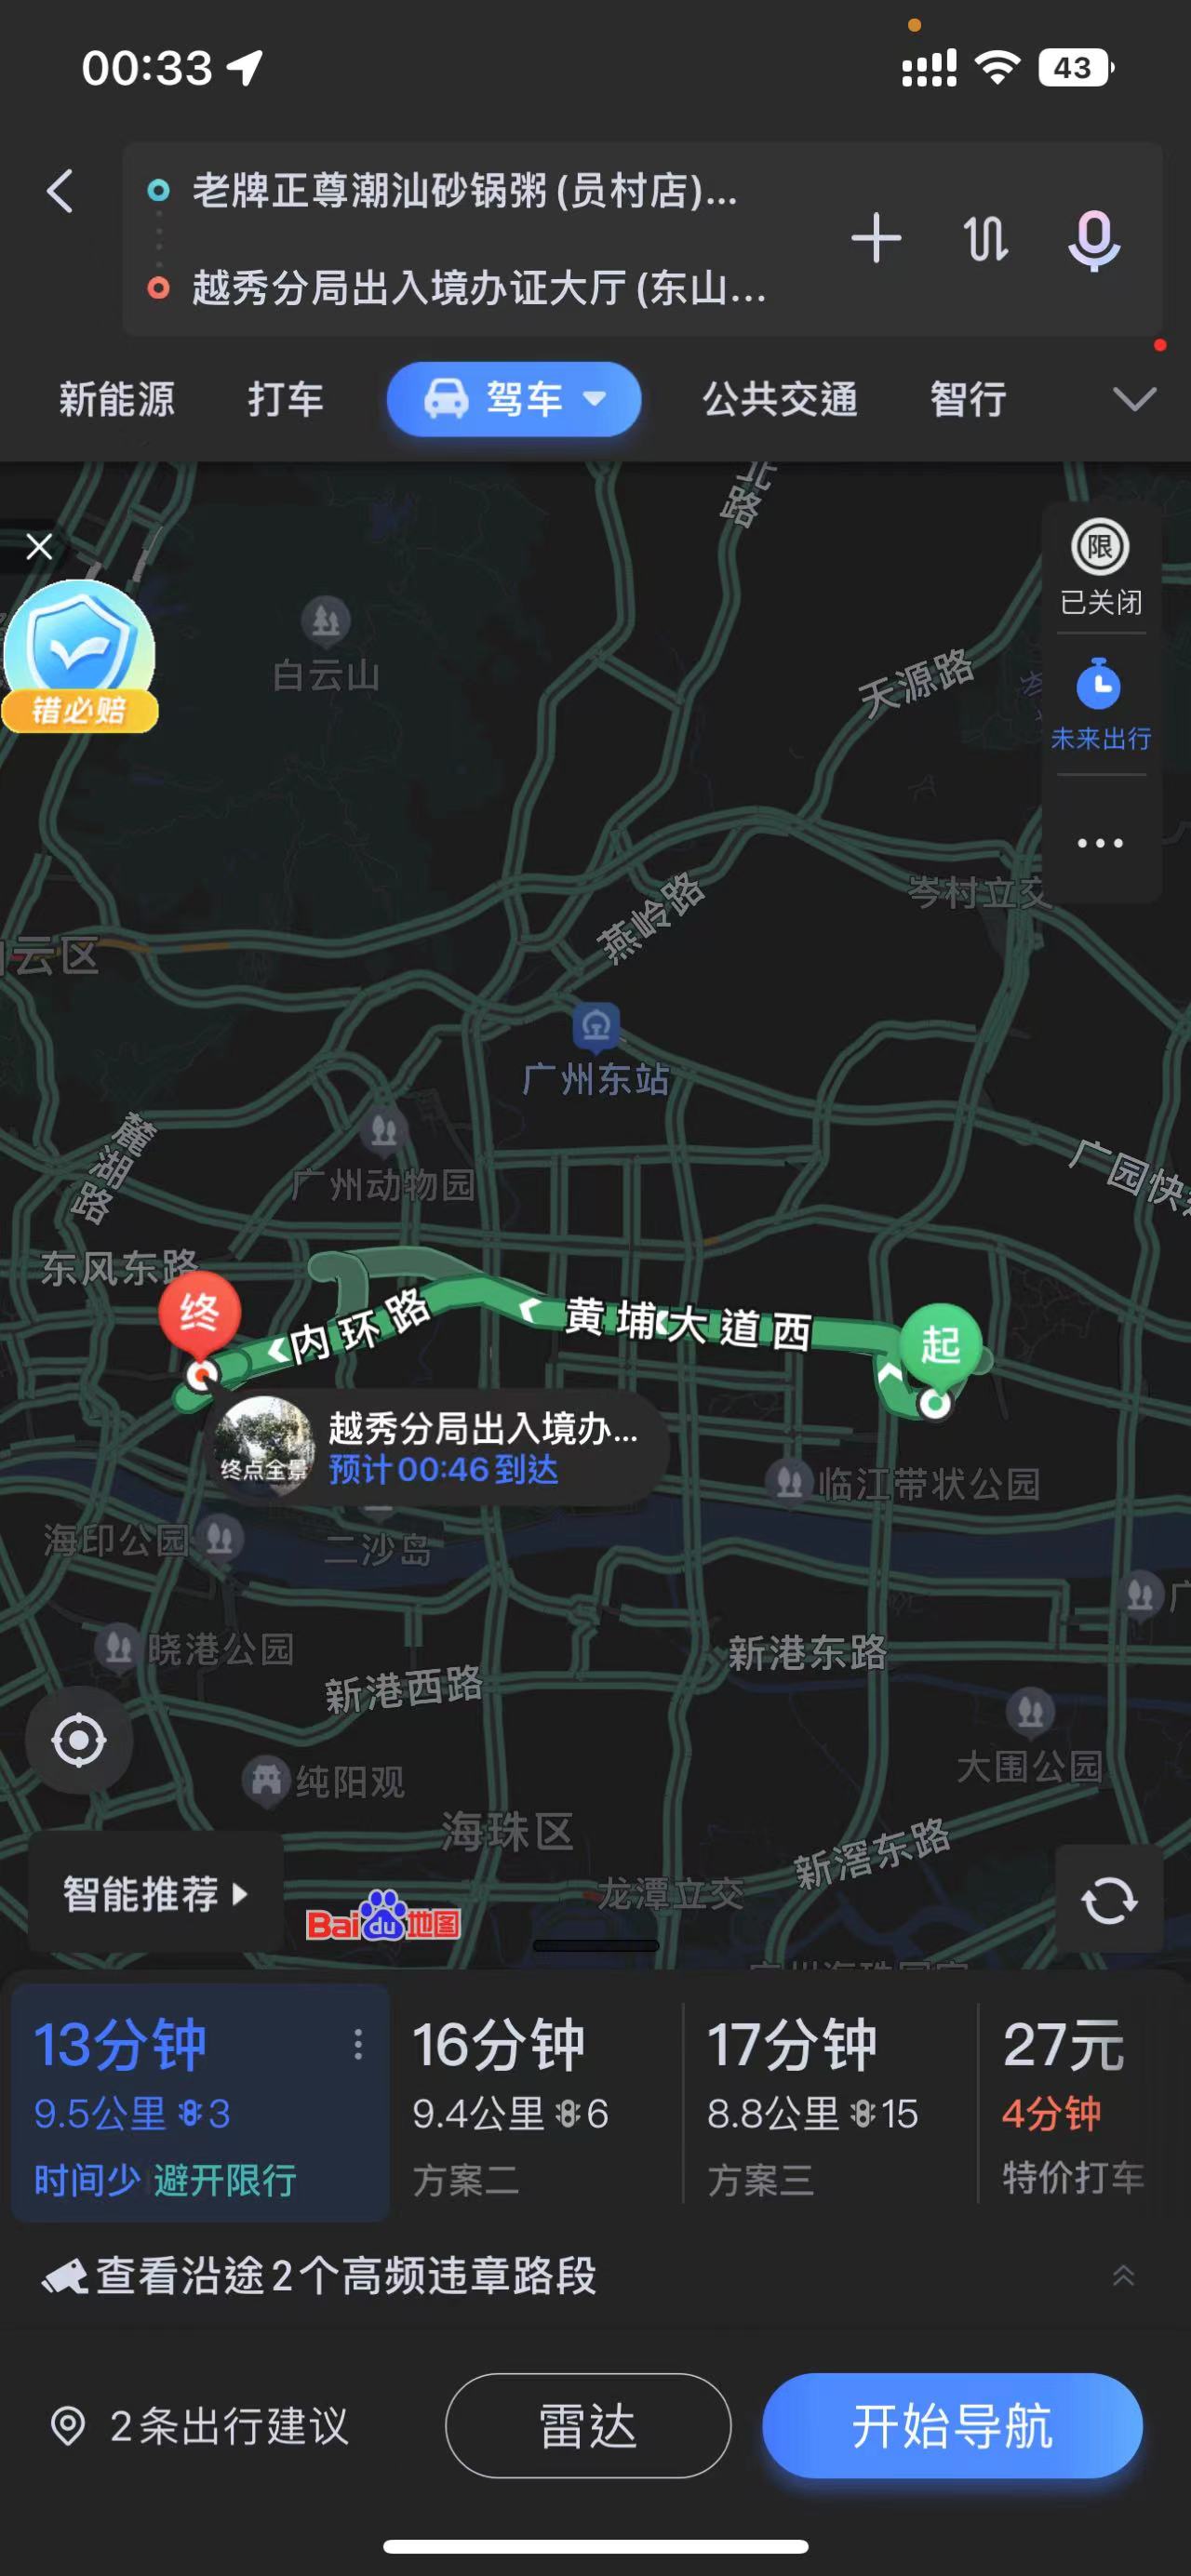 00:33
43
老牌正尊潮汕砂锅粥(员村店)...
越秀分局出入境办证大厅(东山...
新能源 打车 驾车 公共交通 智行
北路
限
已关闭
错必赔
白云山
天源路
未来出行
岑村立交
燕岭路
云区
广州东站
麓湖路
广州动物园
广园快
东风东路
终
内环路
黄埔大道西
起
越秀分局出入境办...
终点全景
预计00:46到达
临江带状公园
海印公园
二沙岛
晓港公园
新港东路
新港西路
大围公园
纯阳观
海珠区
新滘东路
智能推荐
龙潭立交
Baidu地图
13分钟 16分钟 17分钟 27元
9.5公里 3 9.4公里 6 8.8公里 15 4分钟
时间少 避开限行 方案二 方案三 特价打车
查看沿途2个高频违章路段
2条出行建议 雷达 开始导航